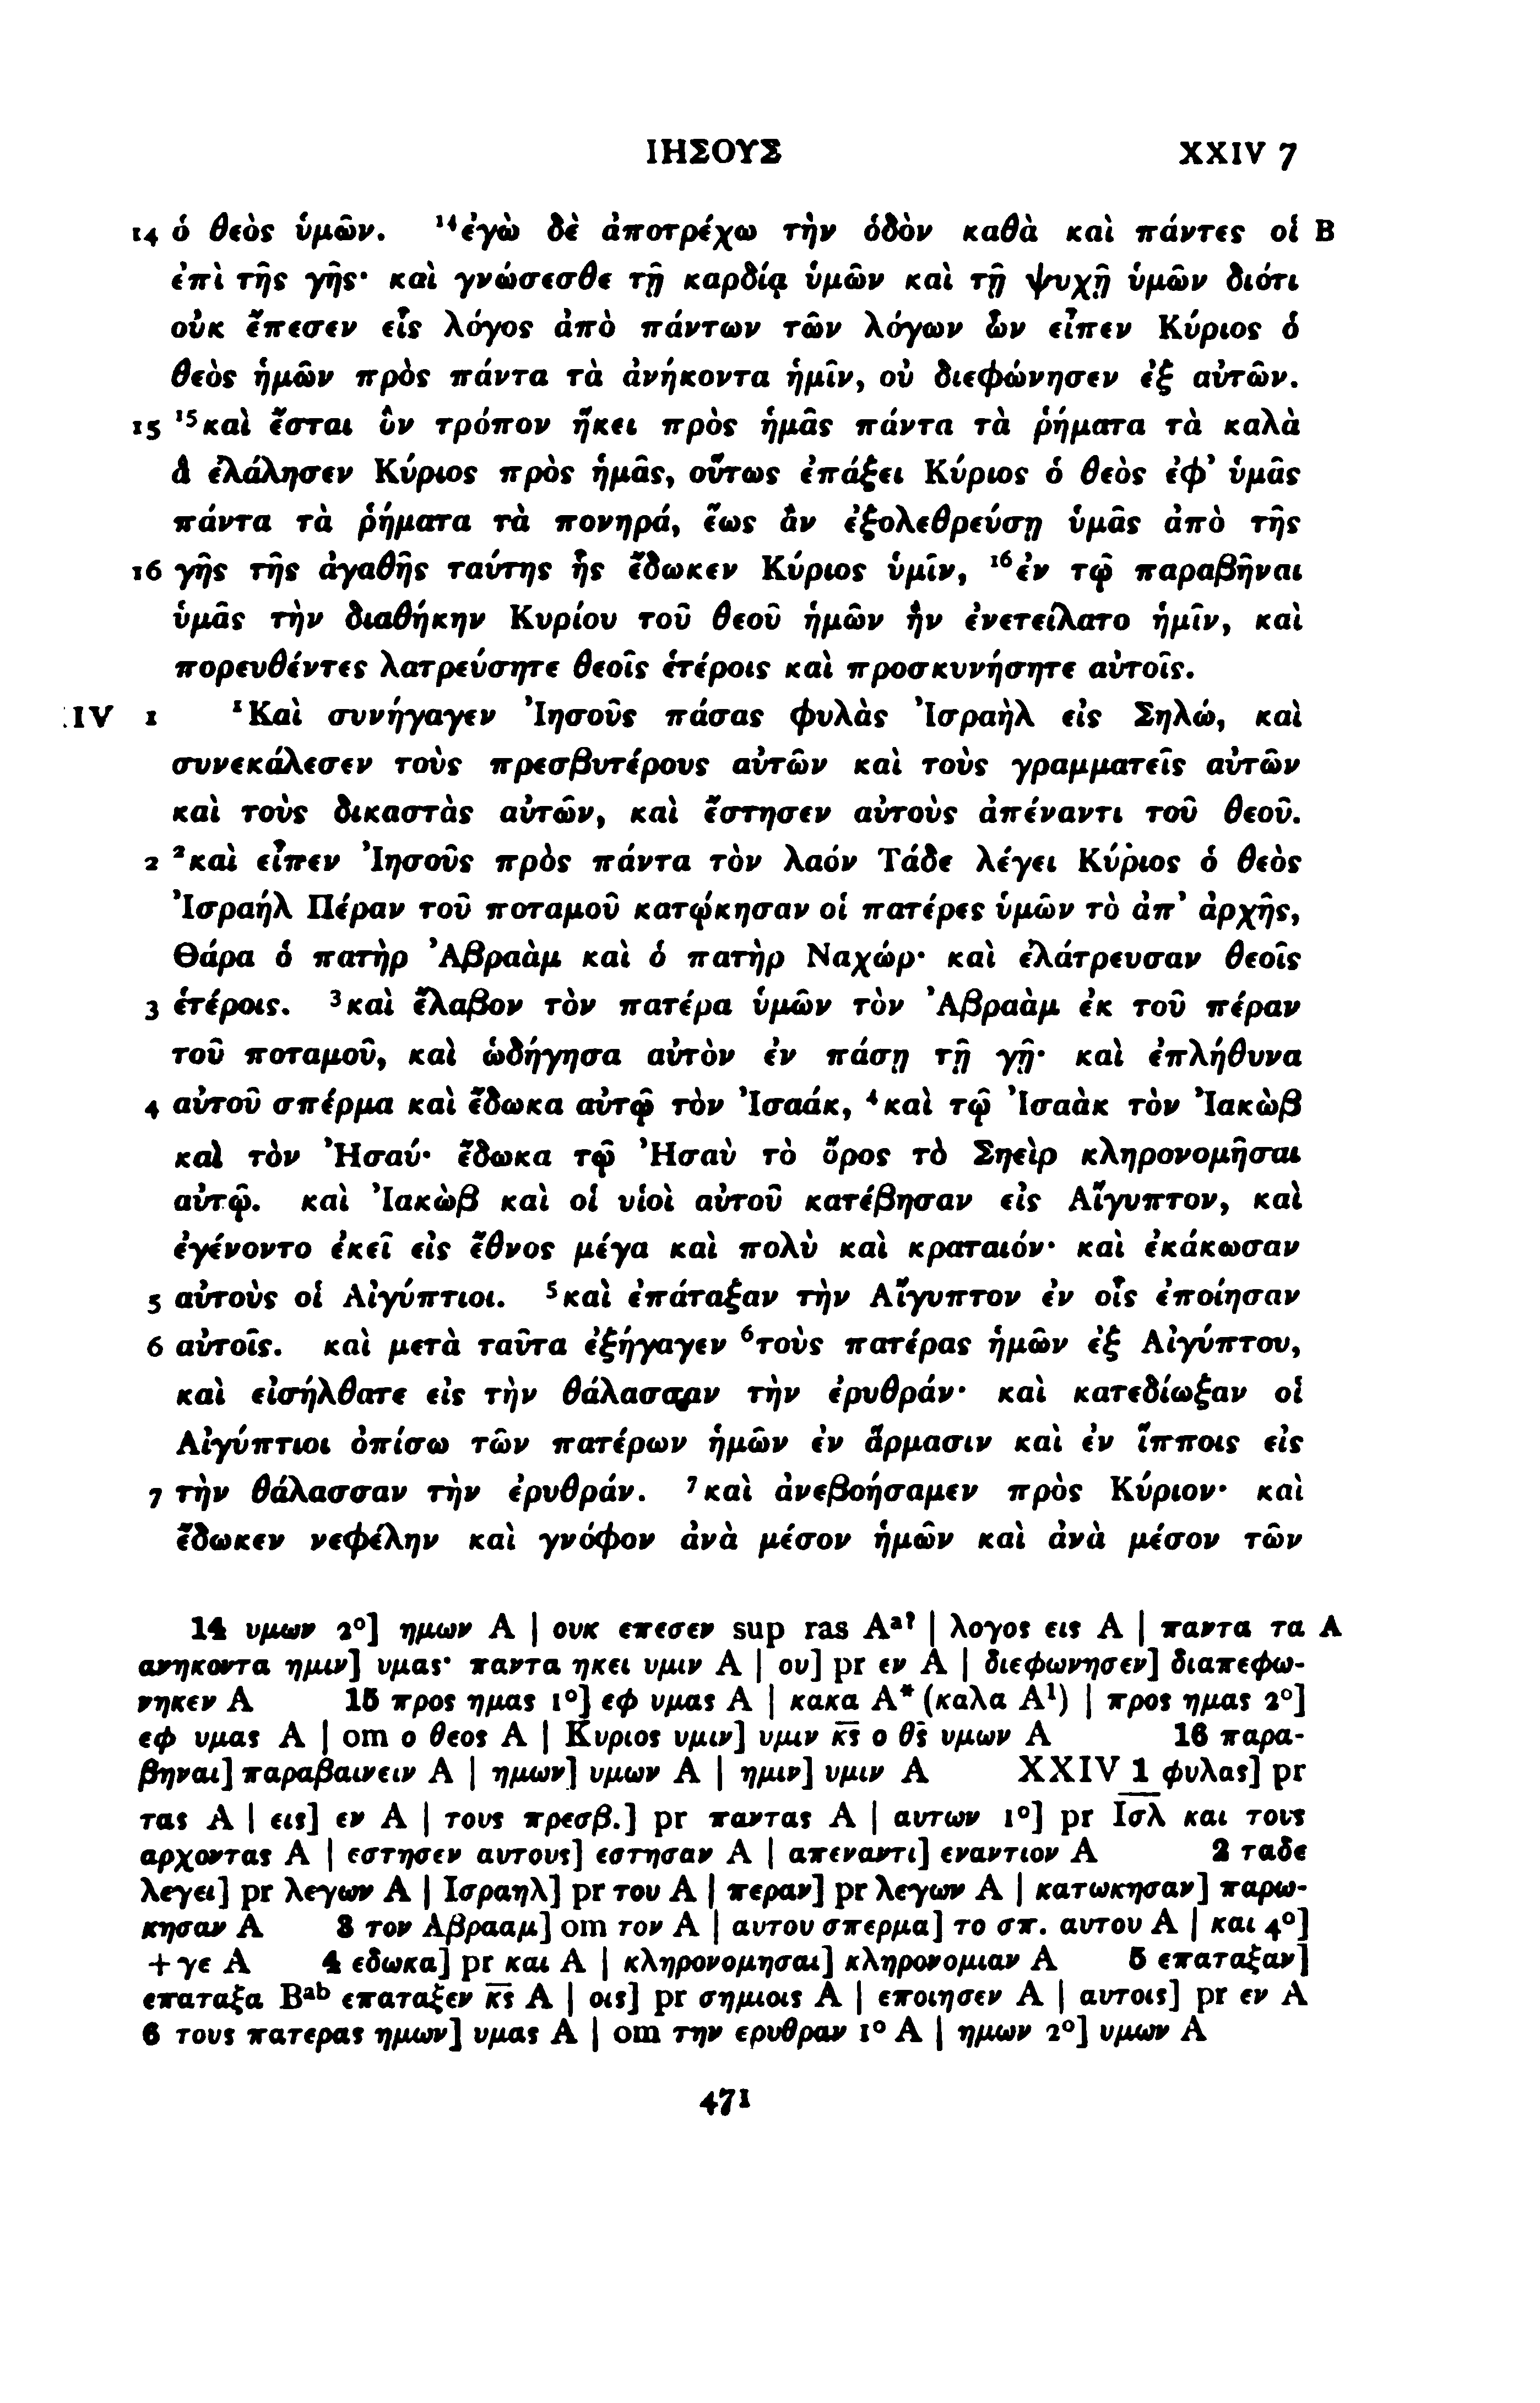 ΙΗΣΟΥΣ XXIV 7
14 ὁ θεὸς ὑμῶν. ¹⁴ἐγὼ δὲ ἀποτρέχω τὴν ὁδὸν καθὰ καὶ πάντες οἱ B
ἐπὶ τῆς γῆς· καὶ γνώσεσθε τῇ καρδίᾳ ὑμῶν καὶ τῇ ψυχῇ ὑμῶν διότι
οὐκ ἔπεσεν εἷς λόγος ἀπὸ πάντων τῶν λόγων ὧν εἶπεν Κύριος ὁ
θεὸς ἡμῶν πρὸς πάντα τὰ ἀνήκοντα ἡμῖν, οὐ διεφώνησεν ἐξ αὐτῶν.
15 ¹⁵καὶ ἔσται ὃν τρόπον ἥκει πρὸς ἡμᾶς πάντα τὰ ῥήματα τὰ καλὰ
ἃ ἐλάλησεν Κύριος πρὸς ἡμᾶς, οὕτως ἐπάξει Κύριος ὁ θεὸς ἐφ’ ὑμᾶς
πάντα τὰ ῥήματα τὰ πονηρά, ἕως ἂν ἐξολεθρεύσῃ ὑμᾶς ἀπὸ τῆς
16 γῆς τῆς ἀγαθῆς ταύτης ἧς ἔδωκεν Κύριος ὑμῖν, ¹⁶ἐν τῷ παραβῆναι
ὑμᾶς τὴν διαθήκην Κυρίου τοῦ θεοῦ ἡμῶν ἣν ἐνετείλατο ἡμῖν, καὶ
πορευθέντες λατρεύσητε θεοῖς ἑτέροις καὶ προσκυνήσητε αὐτοῖς.
IV 1 ¹Καὶ συνήγαγεν Ἰησοῦς πάσας φυλὰς Ἰσραὴλ εἰς Σηλώ, καὶ
συνεκάλεσεν τοὺς πρεσβυτέρους αὐτῶν καὶ τοὺς γραμματεῖς αὐτῶν
καὶ τοὺς δικαστὰς αὐτῶν, καὶ ἔστησεν αὐτοὺς ἀπέναντι τοῦ θεοῦ.
2 ²καὶ εἶπεν Ἰησοῦς πρὸς πάντα τὸν λαόν Τάδε λέγει Κύριος ὁ θεὸς
Ἰσραήλ Πέραν τοῦ ποταμοῦ κατῴκησαν οἱ πατέρες ὑμῶν τὸ ἀπ’ ἀρχῆς,
Θάρα ὁ πατὴρ Ἀβραὰμ καὶ ὁ πατὴρ Ναχώρ· καὶ ἐλάτρευσαν θεοῖς
3 ἑτέροις. ³καὶ ἔλαβον τὸν πατέρα ὑμῶν τὸν Ἀβραὰμ ἐκ τοῦ πέραν
τοῦ ποταμοῦ, καὶ ὡδήγησα αὐτὸν ἐν πάσῃ τῇ γῇ· καὶ ἐπλήθυνα
4 αὐτοῦ σπέρμα καὶ ἔδωκα αὐτῷ τὸν Ἰσαάκ, ⁴καὶ τῷ Ἰσαὰκ τὸν Ἰακὼβ
καὶ τὸν Ἠσαύ· ἔδωκα τῷ Ἠσαὺ τὸ ὄρος τὸ Σηεὶρ κληρονομῆσαι
αὐτῷ. καὶ Ἰακὼβ καὶ οἱ υἱοὶ αὐτοῦ κατέβησαν εἰς Αἴγυπτον, καὶ
ἐγένοντο ἐκεῖ εἰς ἔθνος μέγα καὶ πολὺ καὶ κραταιόν· καὶ ἐκάκωσαν
5 αὐτοὺς οἱ Αἰγύπτιοι. ⁵καὶ ἐπάταξαν τὴν Αἴγυπτον ἐν οἷς ἐποίησαν
6 αὐτοῖς. καὶ μετὰ ταῦτα ἐξήγαγεν ⁶τοὺς πατέρας ἡμῶν ἐξ Αἰγύπτου,
καὶ εἰσήλθατε εἰς τὴν θάλασσαν τὴν ἐρυθράν· καὶ κατεδίωξαν οἱ
Αἰγύπτιοι ὀπίσω τῶν πατέρων ἡμῶν ἐν ἅρμασιν καὶ ἐν ἵπποις εἰς
7 τὴν θάλασσαν τὴν ἐρυθράν. ⁷καὶ ἀνεβοήσαμεν πρὸς Κύριον· καὶ
ἔδωκεν νεφέλην καὶ γνόφον ἀνὰ μέσον ἡμῶν καὶ ἀνὰ μέσον τῶν
14 υμων 2º] ημων A | ουκ επεσεν sup ras Aᵃ? | λογος εις A | παντα τα A
ανηκοντα ημιν] υμας· παντα ηκει υμιν A | ου] pr εν A | διεφωνησεν] διαπεφω-
νηκεν A 15 προς ημας 1º] εφ υμας A | κακα A* (καλα A¹) | προς ημας 2º]
εφ υμας A | om ο θεος A | Κυριος υμιν] υμιν κ̅ς̅ ο θ̅ς̅ υμων A 16 παρα-
βηναι] παραβαινειν A | ημων] υμων A | ημιν] υμιν A XXIV 1 φυλας] pr
τας A | εις] εν A | τους πρεσβ.] pr παντας A | αυτων 1º] pr Ι̅σ̅λ̅ και τους
αρχοντας A | εστησεν αυτους] εστησαν A | απεναντι] εναντιον A 2 ταδε
λεγει] pr λεγων A | Ισραηλ] pr του A | περαν] pr λεγων A | κατωκησαν] παρω-
κησαν A 3 τον Αβρααμ] om τον A | αυτου σπερμα] το σπ. αυτου A | και 4º]
+ γε A 4 εδωκα] pr και A | κληρονομησαι] κληρονομιαν A 5 επαταξαν]
επαταξα Bᵃᵇ επαταξεν κ̅ς̅ A | οις] pr σημιοις A | εποιησεν A | αυτοις] pr εν A
6 τους πατερας ημων] υμας A | om την ερυθραν 1º A | ημων 2º] υμων A
471